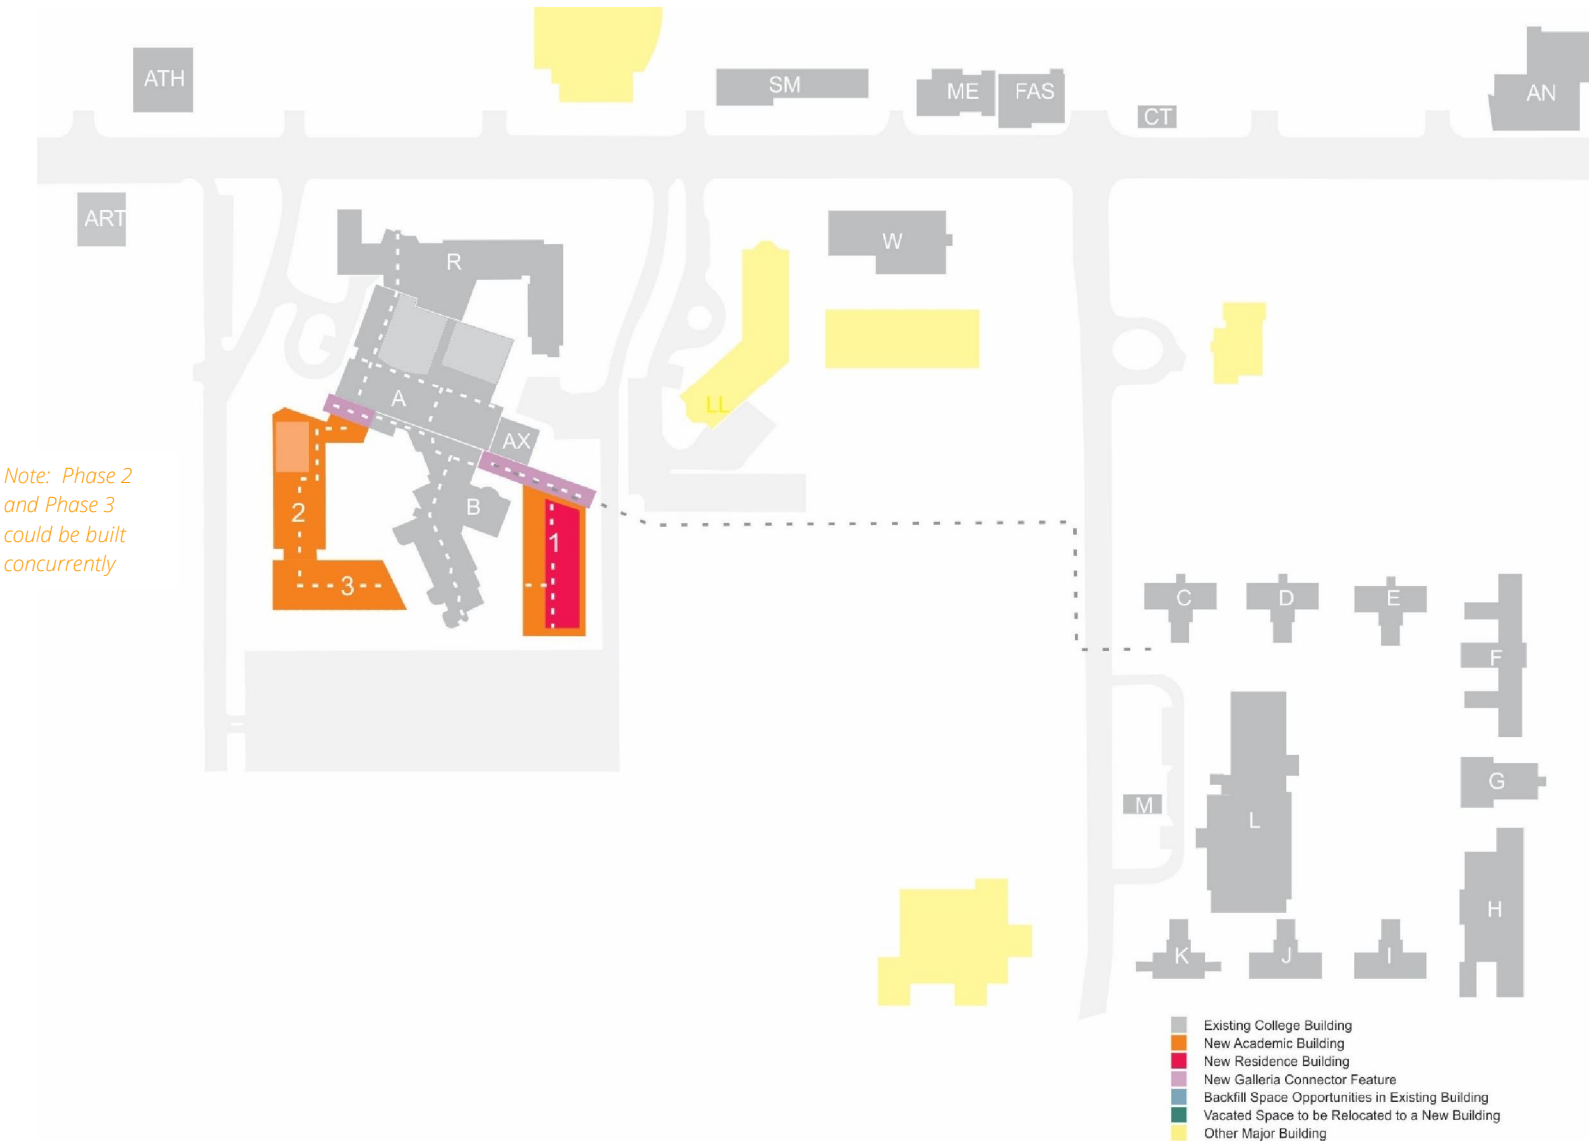 ATH
SM
ME
FAS
CT
AN
ART
R
W
A
LL
AX
Note: Phase 2
and Phase 3
could be built
concurrently
B
2
1
3
C
D
E
F
G
M
L
H
K
J
I
Existing College Building
New Academic Building
New Residence Building
New Galleria Connector Feature
Backfill Space Opportunities in Existing Building
Vacated Space to be Relocated to a New Building
Other Major Building